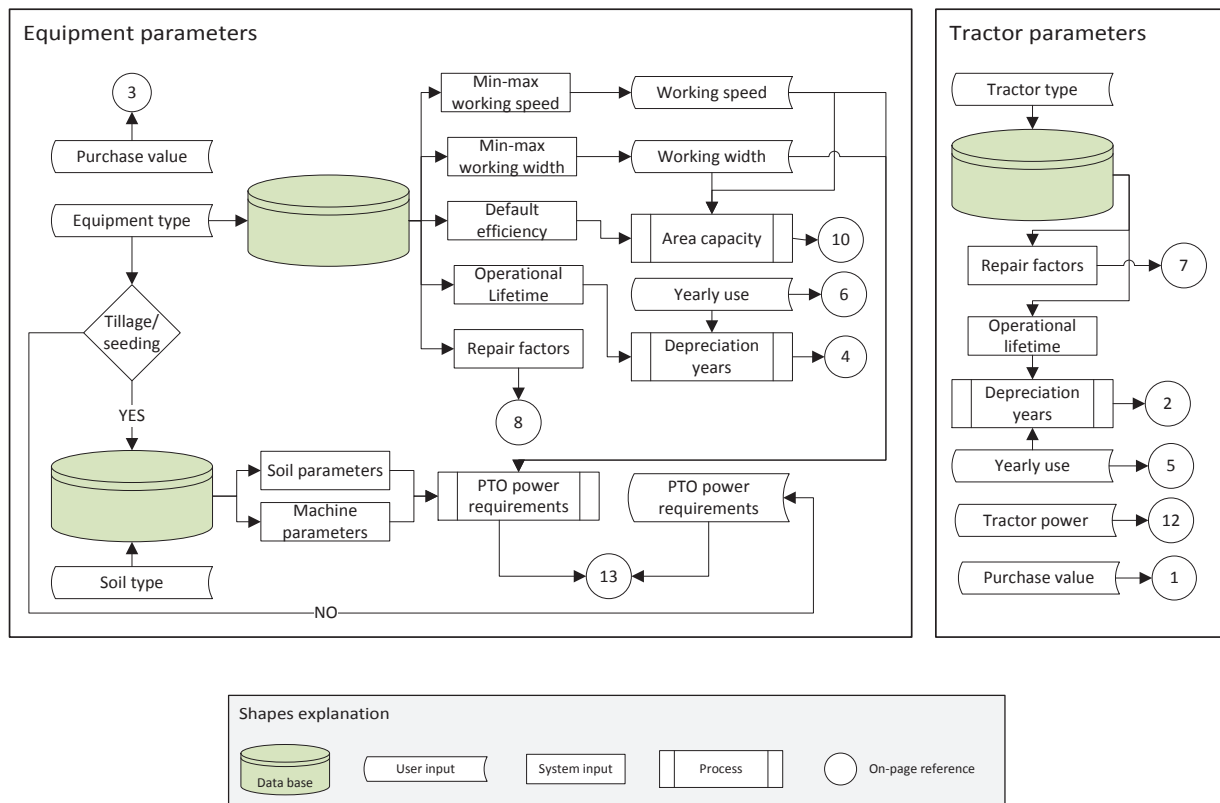 Equipment parameters
3
Purchase value
Equipment type
Tillage/
seeding
YES
Soil type
NO
Min-max
working speed
Min-max
working width
Default
efficiency
Operational
Lifetime
Repair factors
8
Working speed
Working width
Area capacity
10
Yearly use
6
Depreciation
years
4
Soil parameters
Machine
parameters
PTO power
requirements
PTO power
requirements
13
Tractor parameters
Tractor type
Repair factors
7
Operational
lifetime
Depreciation
years
2
Yearly use
5
Tractor power
12
Purchase value
1
Shapes explanation
Data base
User input
System input
Process
On-page reference